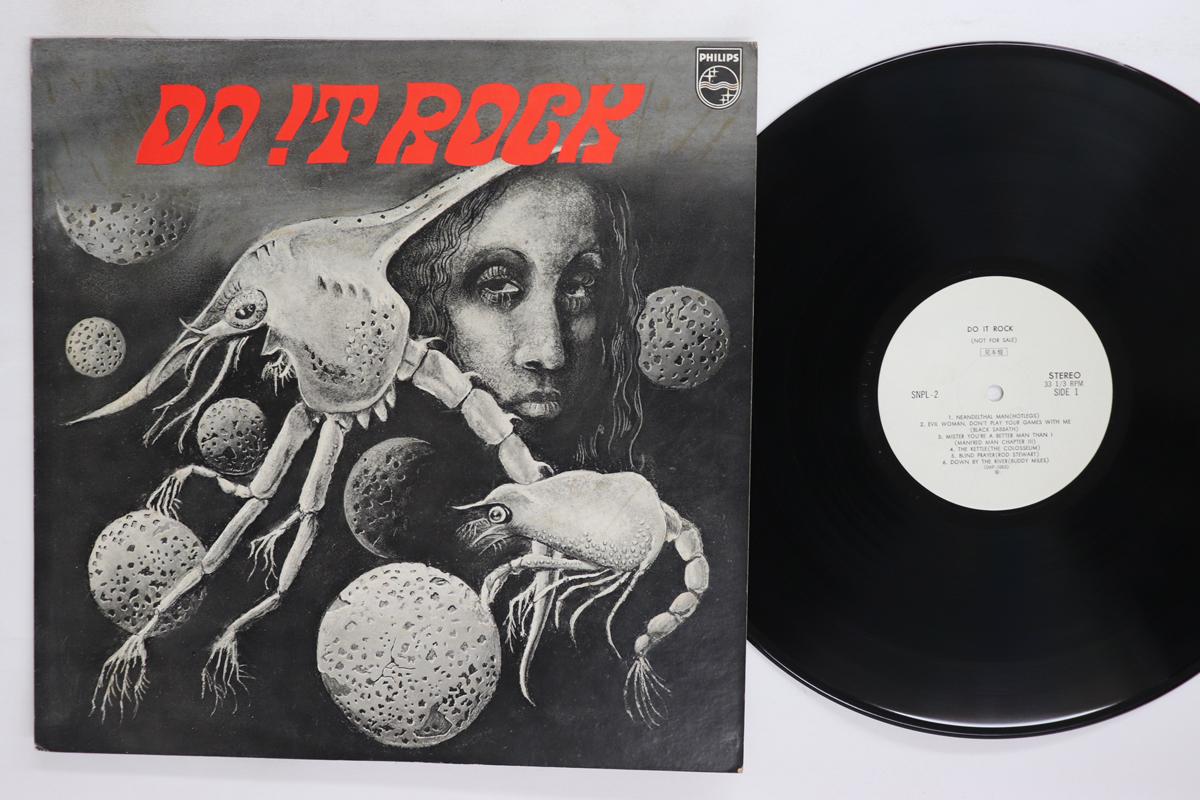 DO !T ROCK
PHILIPS
DO IT ROCK
(NOT FOR SALE)
見本盤
SNPL-2
STEREO
33 1/3 RPM
SIDE 1
1. NEANDELTHAL MAN(HOTLEGS)
2. EVIL WOMAN, DON'T PLAY YOUR GAMES WITH ME
(BLACK SABBATH)
3. MISTER YOU'RE A BETTER MAN THAN I
(MANFRED MAN CHAPTER III)
4. THE KETTLE(THE COLOSSEUM)
5. BLIND PRAYER(ROD STEWART)
6. DOWN BY THE RIVER(BUDDY MILES)